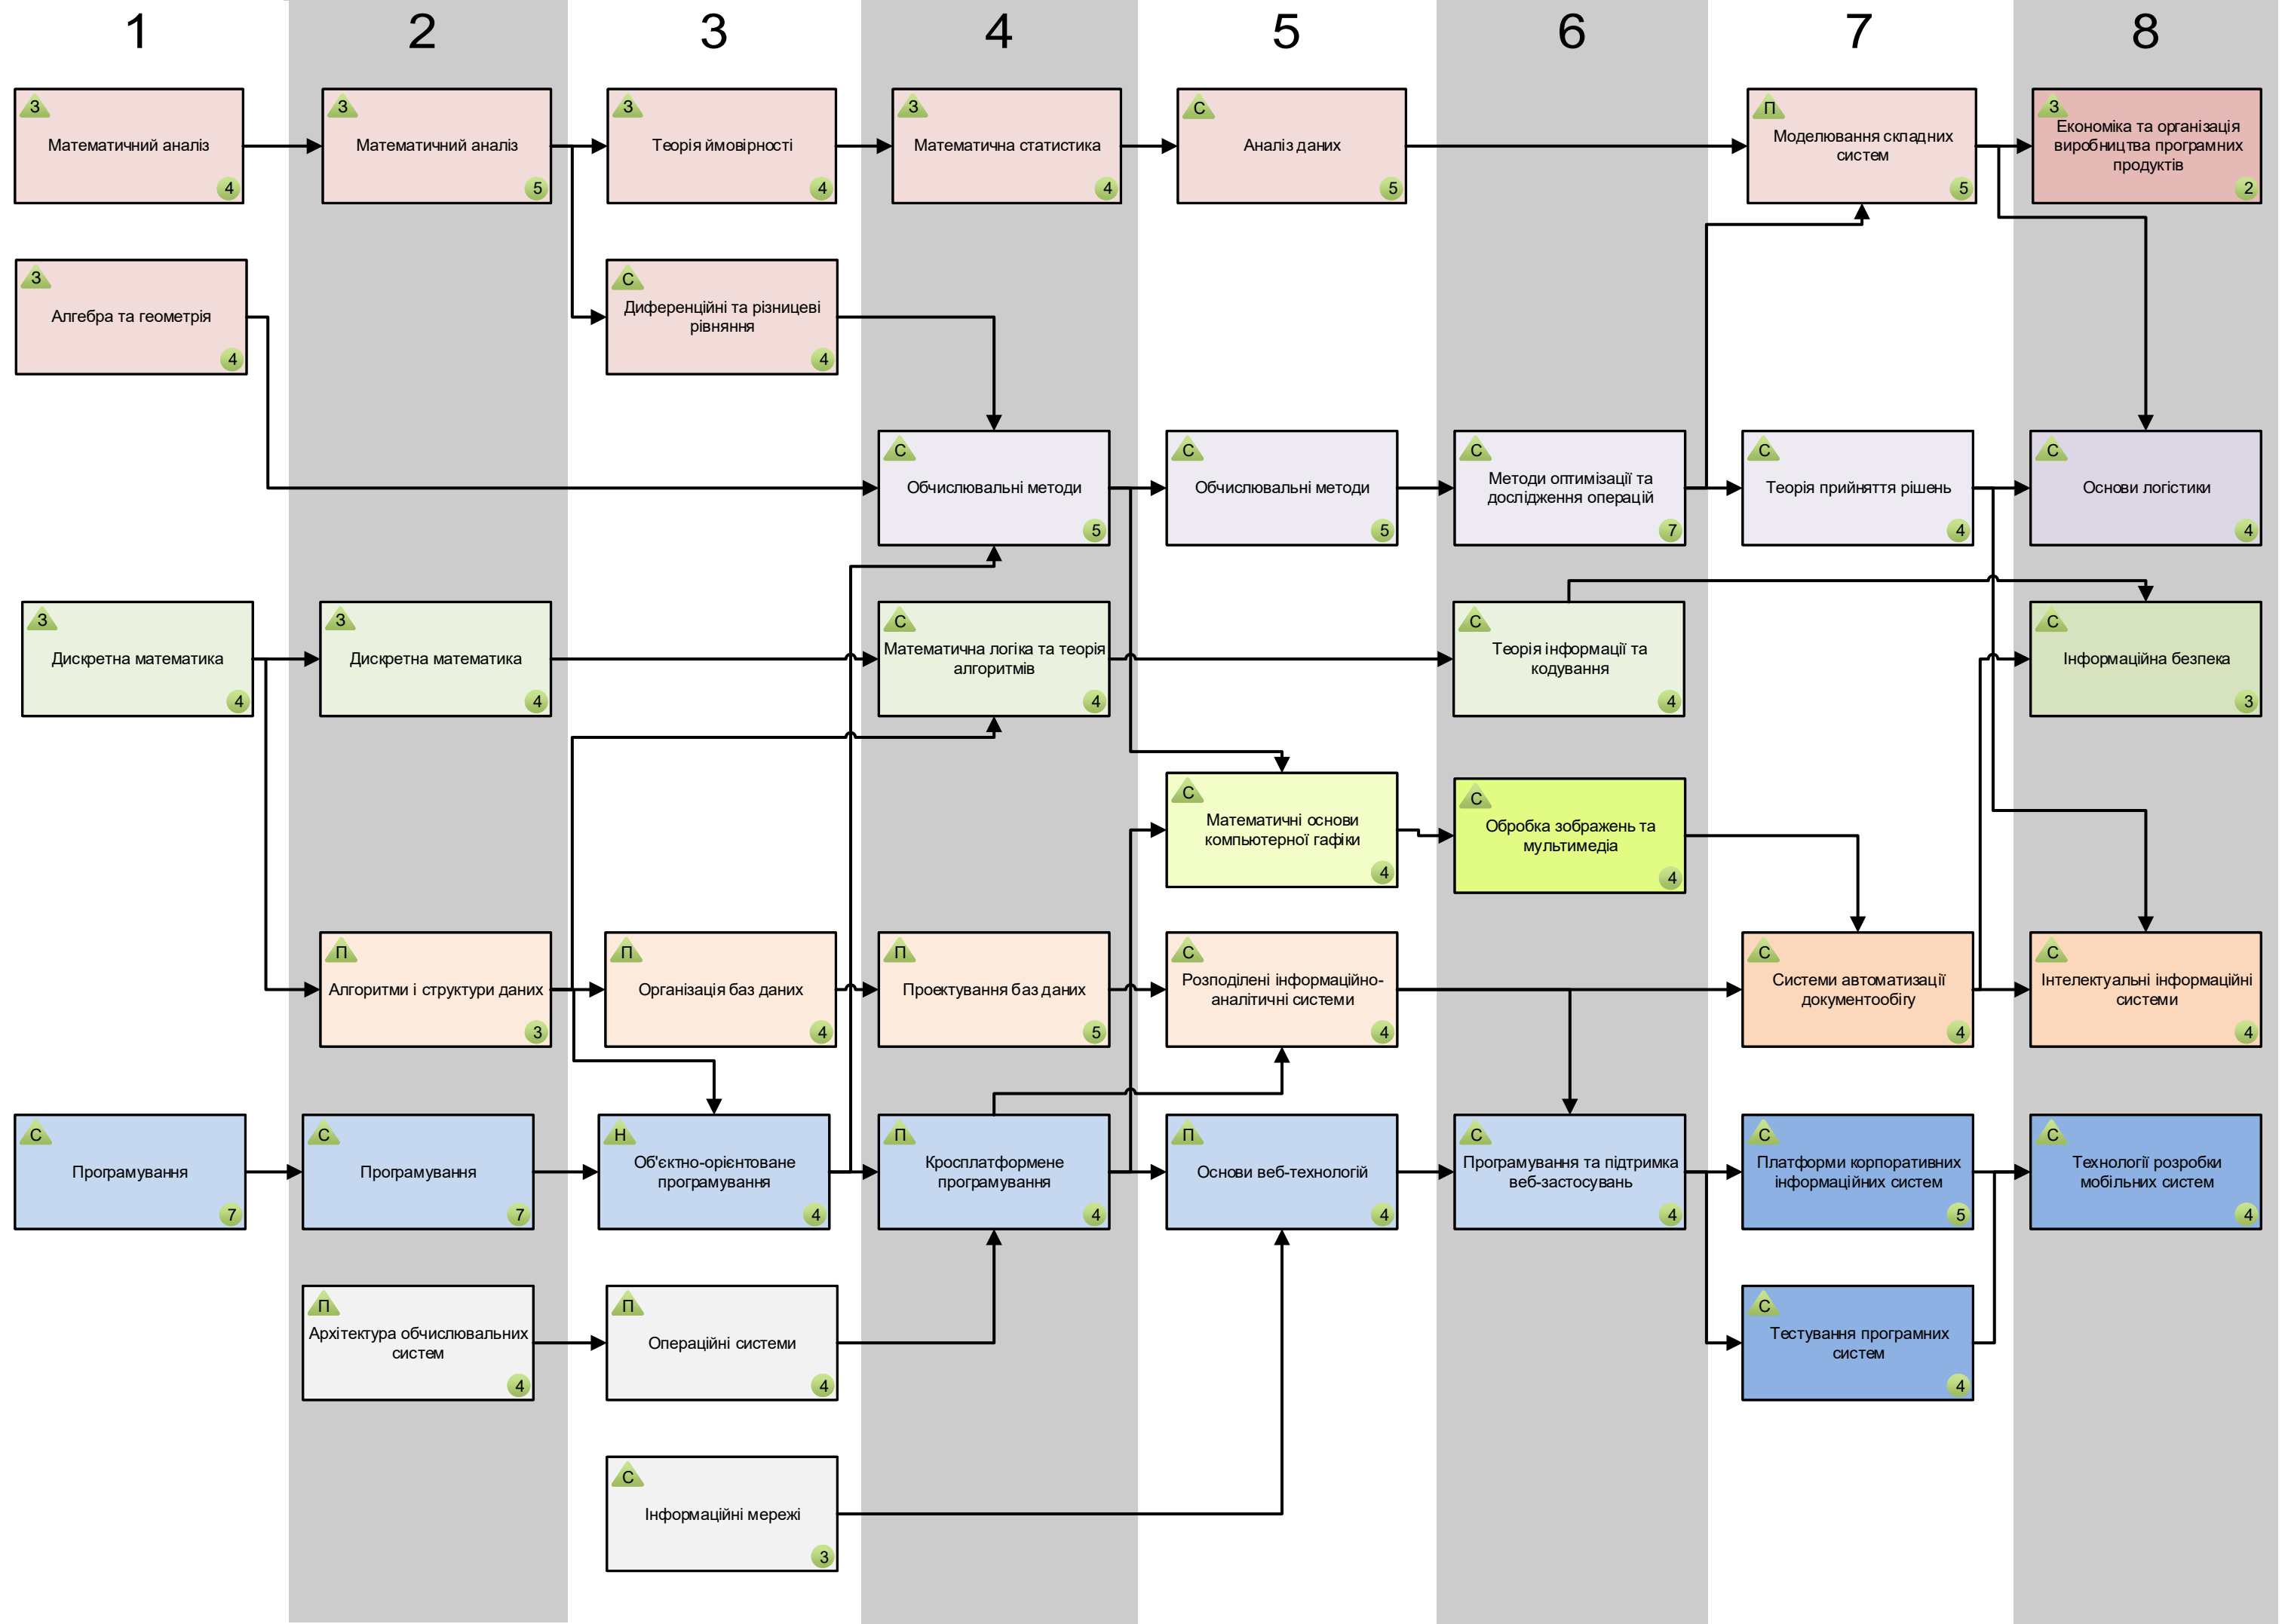 1
2
3
4
5
6
7
8
З
Математичний аналіз
4
З
Математичний аналіз
5
З
Теорія ймовірності
4
З
Математична статистика
4
С
Аналіз даних
5
П
Моделювання складних
систем
5
З
Економіка та організація
виробництва програмних
продуктів
2
З
Алгебра та геометрія
4
С
Диференційні та різницеві
рівняння
4
С
Обчислювальні методи
5
С
Обчислювальні методи
5
С
Методи оптимізації та
дослідження операцій
7
С
Теорія прийняття рішень
4
С
Основи логістики
4
З
Дискретна математика
4
З
Дискретна математика
4
С
Математична логіка та теорія
алгоритмів
4
С
Теорія інформації та
кодування
4
С
Інформаційна безпека
3
С
Математичні основи
компьютерної гафіки
4
С
Обробка зображень та
мультимедіа
4
П
Алгоритми і структури даних
3
П
Організація баз даних
4
П
Проектування баз даних
5
С
Розподілені інформаційно-
аналітичні системи
4
С
Системи автоматизації
документообігу
4
С
Інтелектуальні інформаційні
системи
4
С
Програмування
7
С
Програмування
7
Н
Об'єктно-орієнтоване
програмування
4
П
Кросплатформене
програмування
4
П
Основи веб-технологій
4
С
Програмування та підтримка
веб-застосувань
4
С
Платформи корпоративних
інформаційних систем
5
С
Технології розробки
мобільних систем
4
П
Архітектура обчислювальних
систем
4
П
Операційні системи
4
С
Тестування програмних
систем
4
С
Інформаційні мережі
3